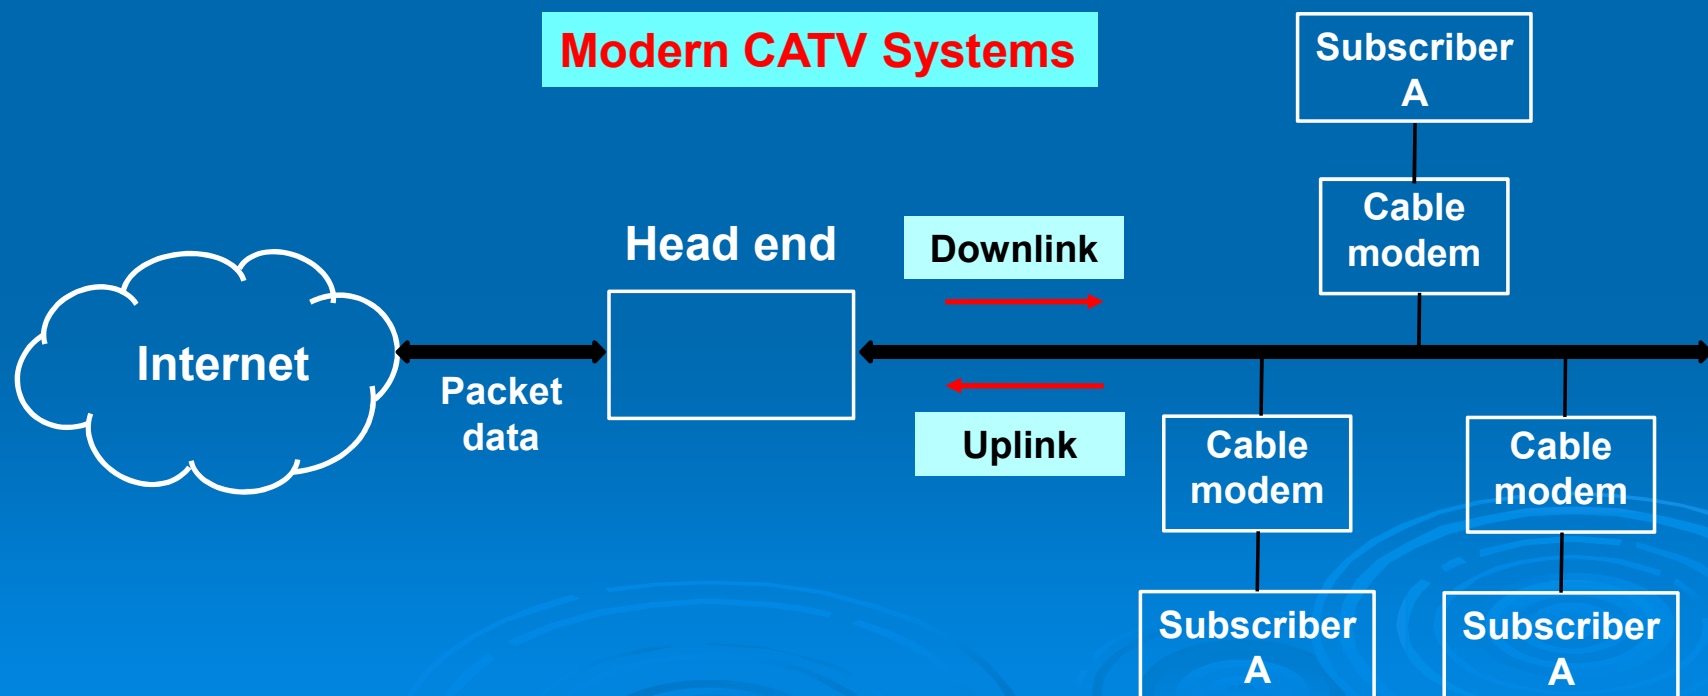 Modern CATV Systems
Subscriber
A
Cable
modem
Head end
Downlink
Internet
Packet
data
Uplink
Cable
modem
Cable
modem
Subscriber
A
Subscriber
A